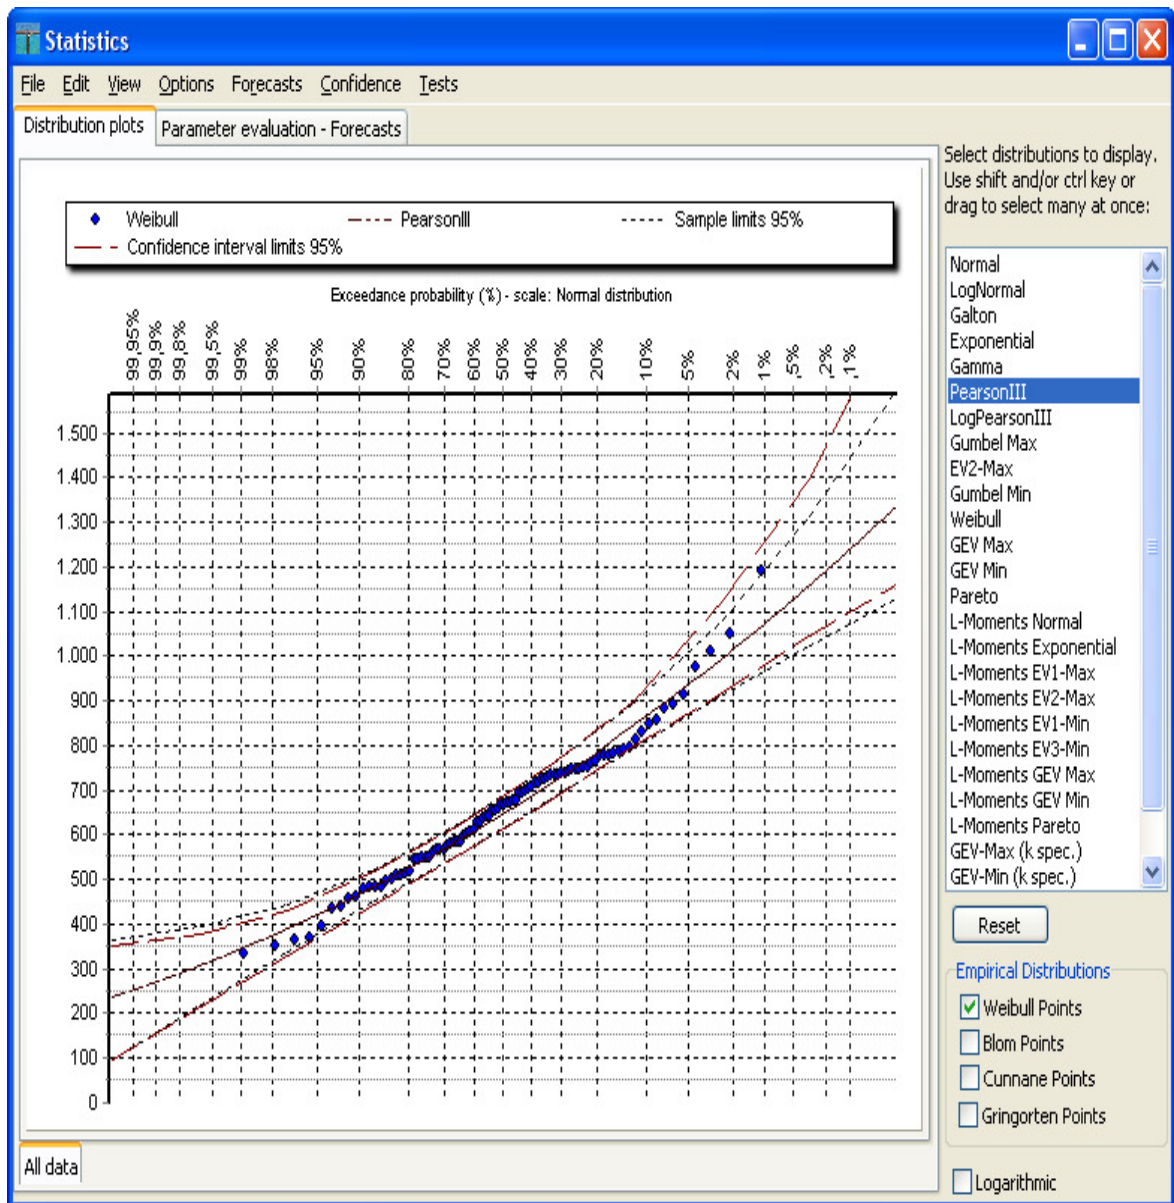 Statistics
File Edit View Options Forecasts Confidence Tests
Distribution plots Parameter evaluation - Forecasts
Weibull PearsonIII Sample limits 95%
Confidence interval limits 95%
Exceedance probability (%) - scale: Normal distribution
99,95% 99,9% 99,8% 99,5% 99% 98% 95% 90% 80% 70% 60% 50% 40% 30% 20% 10% 5% 2% 1% ,5% ,2% ,1%
1.500
1.400
1.300
1.200
1.100
1.000
900
800
700
600
500
400
300
200
100
0
All data
Select distributions to display.
Use shift and/or ctrl key or
drag to select many at once:
Normal
LogNormal
Galton
Exponential
Gamma
PearsonIII
LogPearsonIII
Gumbel Max
EV2-Max
Gumbel Min
Weibull
GEV Max
GEV Min
Pareto
L-Moments Normal
L-Moments Exponential
L-Moments EV1-Max
L-Moments EV2-Max
L-Moments EV1-Min
L-Moments EV3-Min
L-Moments GEV Max
L-Moments GEV Min
L-Moments Pareto
GEV-Max (k spec.)
GEV-Min (k spec.)
Reset
Empirical Distributions
Weibull Points
Blom Points
Cunnane Points
Gringorten Points
Logarithmic